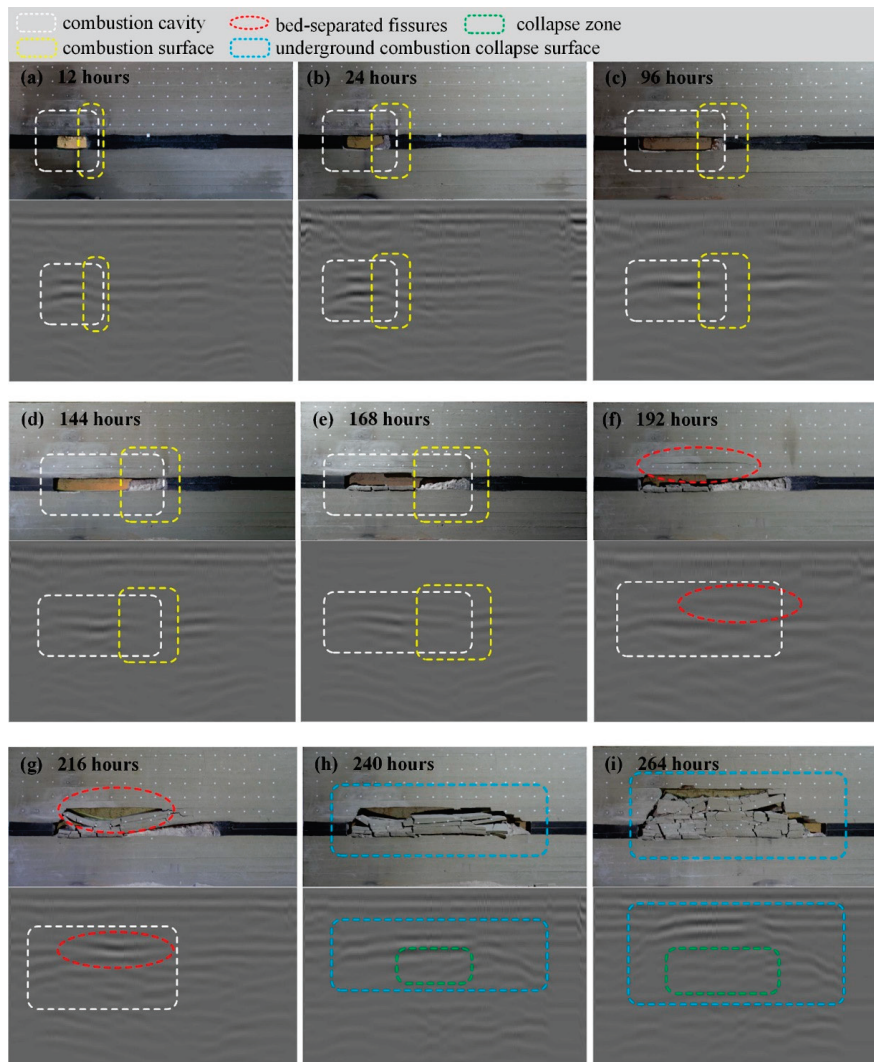 combustion cavity bed-separated fissures collapse zone
combustion surface underground combustion collapse surface
(a) 12 hours (b) 24 hours (c) 96 hours
(d) 144 hours (e) 168 hours (f) 192 hours
(g) 216 hours (h) 240 hours (i) 264 hours